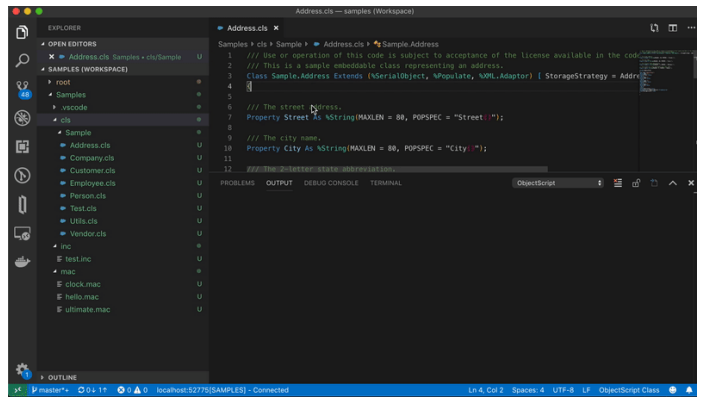 Address.cls — samples (Workspace)
EXPLORER
OPEN EDITORS
Address.cls Samples • cls/Sample U
SAMPLES (WORKSPACE)
root
Samples
.vscode
cls
Sample
Address.cls U
Company.cls U
Customer.cls U
Employee.cls U
Person.cls U
Test.cls U
Utils.cls U
Vendor.cls U
inc
test.inc U
mac
clock.mac U
hello.mac U
ultimate.mac U
OUTLINE
48
1
Address.cls
Samples cls Sample Address.cls Sample.Address
1 /// Use or operation of this code is subject to acceptance of the license available in the code
2 /// This is a sample embeddable class representing an address.
3 Class Sample.Address Extends (%SerialObject, %Populate, %XML.Adaptor) [ StorageStrategy = Addre
4 {
5
6 /// The street address.
7 Property Street As %String(MAXLEN = 80, POPSPEC = "Street()");
8
9 /// The city name.
10 Property City As %String(MAXLEN = 80, POPSPEC = "City()");
11
12 /// The 2-letter state abbreviation.
PROBLEMS OUTPUT DEBUG CONSOLE TERMINAL ObjectScript
master*+ 0↓ 1↑ 0 0 localhost:52775[SAMPLES] - Connected Ln 4, Col 2 Spaces: 4 UTF-8 LF ObjectScript Class